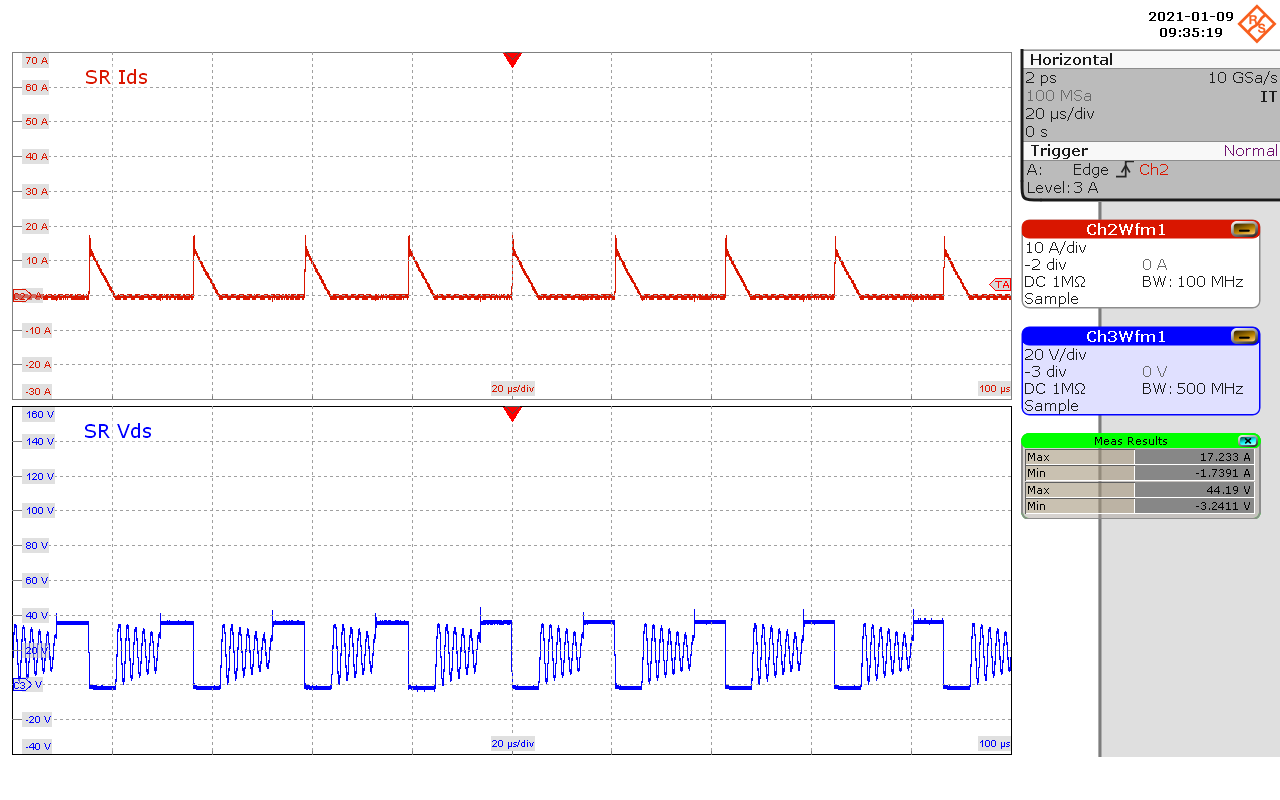 2021-01-09
09:35:19
R&S
70 A
SR Ids
60 A
50 A
40 A
30 A
20 A
10 A
C2
TA
-10 A
-20 A
-30 A
20 µs/div
100 µs
160 V
SR Vds
140 V
120 V
100 V
80 V
60 V
40 V
20 V
C3 V
-20 V
-40 V
20 µs/div
100 µs
Horizontal
2 ps 10 GSa/s
100 MSa IT
20 µs/div
0 s
Trigger Normal
A: Edge Ch2
Level: 3 A
Ch2Wfm1
10 A/div
-2 div 0 A
DC 1MΩ BW: 100 MHz
Sample
Ch3Wfm1
20 V/div
-3 div 0 V
DC 1MΩ BW: 500 MHz
Sample
Meas Results
Max 17.233 A
Min -1.7391 A
Max 44.19 V
Min -3.2411 V